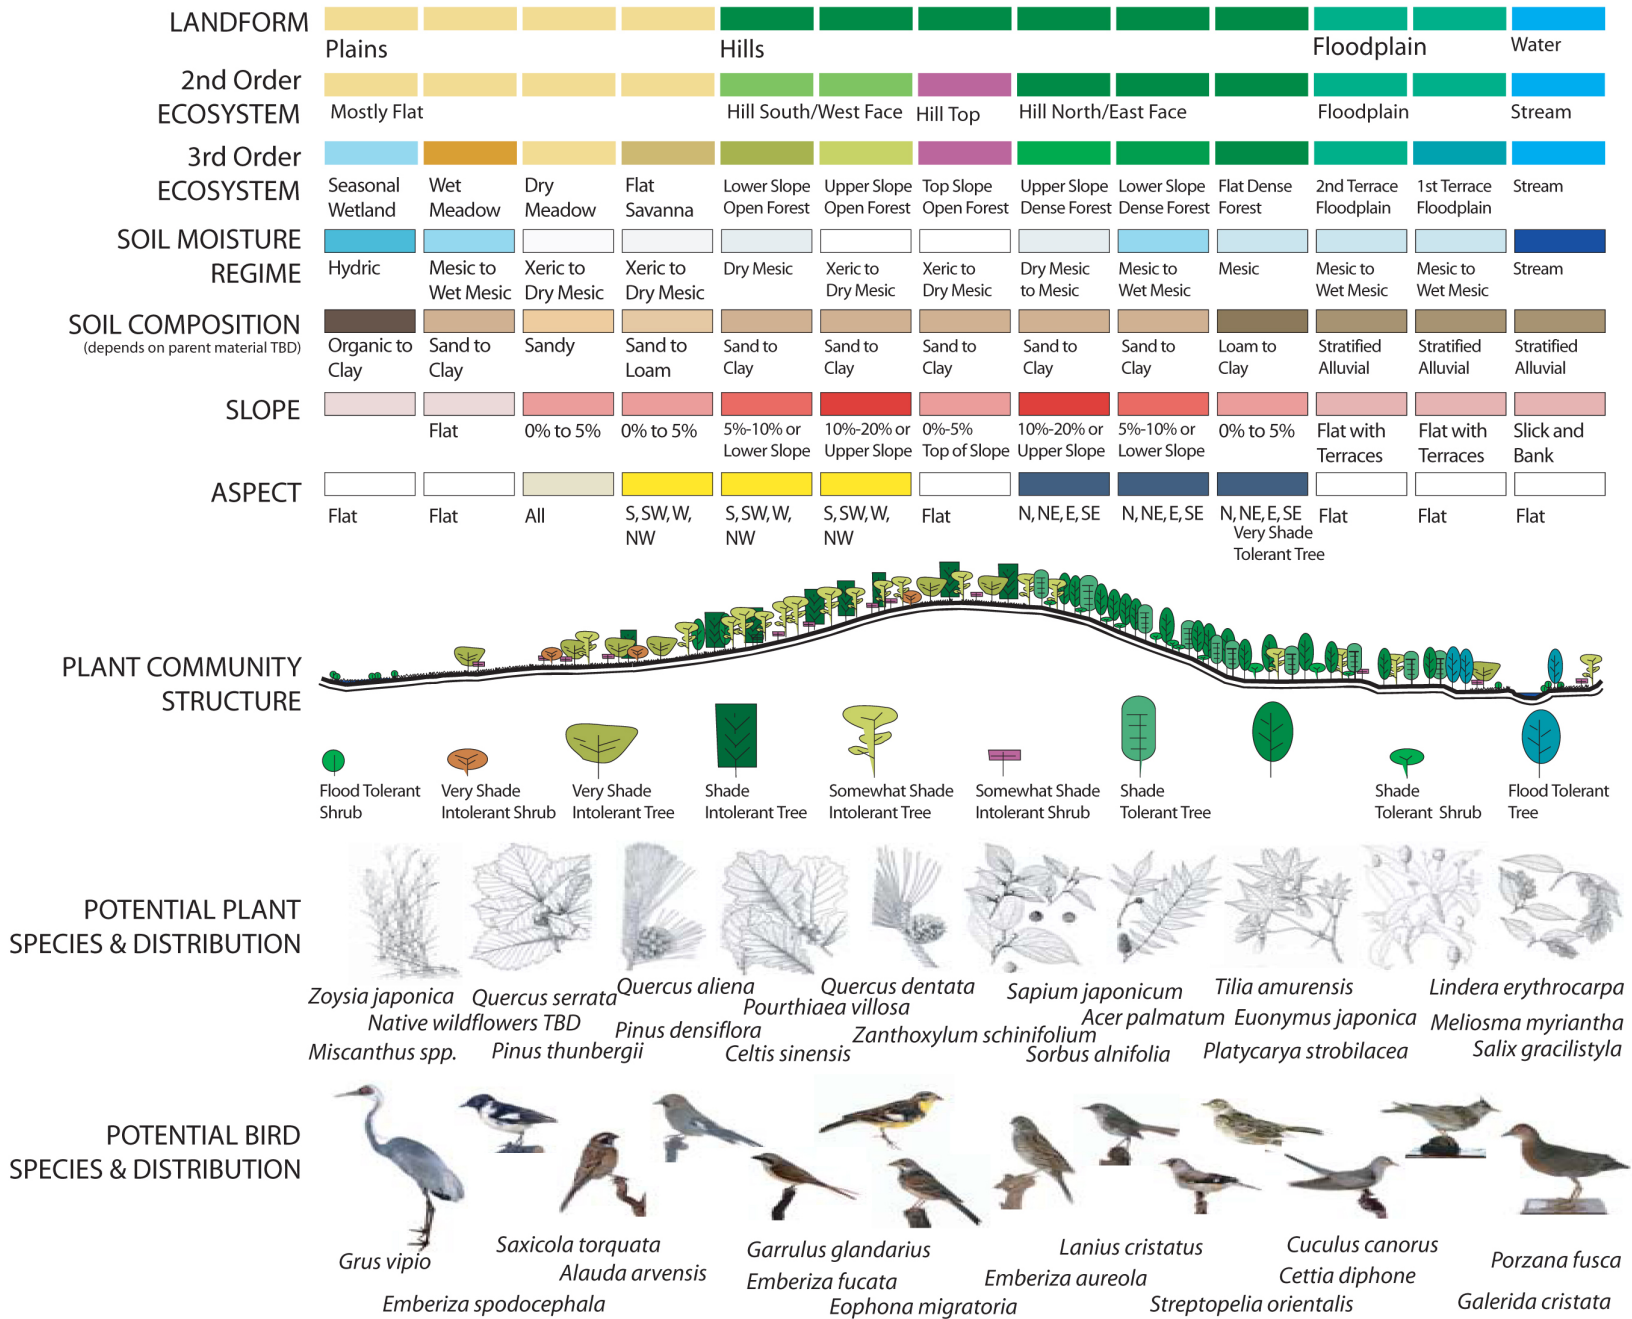 LANDFORM
Plains
Hills
Floodplain
Water
2nd Order
ECOSYSTEM
Mostly Flat
Hill South/West Face
Hill Top
Hill North/East Face
Floodplain
Stream
3rd Order
ECOSYSTEM
Seasonal
Wetland
Wet
Meadow
Dry
Meadow
Flat
Savanna
Lower Slope
Open Forest
Upper Slope
Open Forest
Top Slope
Open Forest
Upper Slope
Dense Forest
Lower Slope
Dense Forest
Flat Dense
Forest
2nd Terrace
Floodplain
1st Terrace
Floodplain
Stream
SOIL MOISTURE
REGIME
Hydric
Mesic to
Wet Mesic
Xeric to
Dry Mesic
Xeric to
Dry Mesic
Dry Mesic
Xeric to
Dry Mesic
Xeric to
Dry Mesic
Dry Mesic
to Mesic
Mesic to
Wet Mesic
Mesic
Mesic to
Wet Mesic
Mesic to
Wet Mesic
Stream
SOIL COMPOSITION
(depends on parent material TBD)
Organic to
Clay
Sand to
Clay
Sandy
Sand to
Loam
Sand to
Clay
Sand to
Clay
Sand to
Clay
Sand to
Clay
Sand to
Clay
Loam to
Clay
Stratified
Alluvial
Stratified
Alluvial
Stratified
Alluvial
SLOPE
Flat
0% to 5%
0% to 5%
5%-10% or
Lower Slope
10%-20% or
Upper Slope
0%-5%
Top of Slope
10%-20% or
Upper Slope
5%-10% or
Lower Slope
0% to 5%
Flat with
Terraces
Flat with
Terraces
Slick and
Bank
ASPECT
Flat
Flat
All
S, SW, W,
NW
S, SW, W,
NW
S, SW, W,
NW
Flat
N, NE, E, SE
N, NE, E, SE
N, NE, E, SE
Flat
Flat
Flat
Very Shade
Tolerant Tree
PLANT COMMUNITY
STRUCTURE
Flood Tolerant
Shrub
Very Shade
Intolerant Shrub
Very Shade
Intolerant Tree
Shade
Intolerant Tree
Somewhat Shade
Intolerant Tree
Somewhat Shade
Intolerant Shrub
Shade
Tolerant Tree
Shade
Tolerant Shrub
Flood Tolerant
Tree
POTENTIAL PLANT
SPECIES & DISTRIBUTION
Zoysia japonica
Native wildflowers TBD
Miscanthus spp.
Quercus serrata
Pinus thunbergii
Quercus aliena
Pinus densiflora
Pourthiaea villosa
Celtis sinensis
Quercus dentata
Zanthoxylum schinifolium
Sapium japonicum
Acer palmatum
Sorbus alnifolia
Tilia amurensis
Euonymus japonica
Platycarya strobilacea
Lindera erythrocarpa
Meliosma myriantha
Salix gracilistyla
POTENTIAL BIRD
SPECIES & DISTRIBUTION
Grus vipio
Saxicola torquata
Alauda arvensis
Emberiza spodocephala
Garrulus glandarius
Emberiza fucata
Eophona migratoria
Lanius cristatus
Emberiza aureola
Cuculus canorus
Cettia diphone
Streptopelia orientalis
Porzana fusca
Galerida cristata